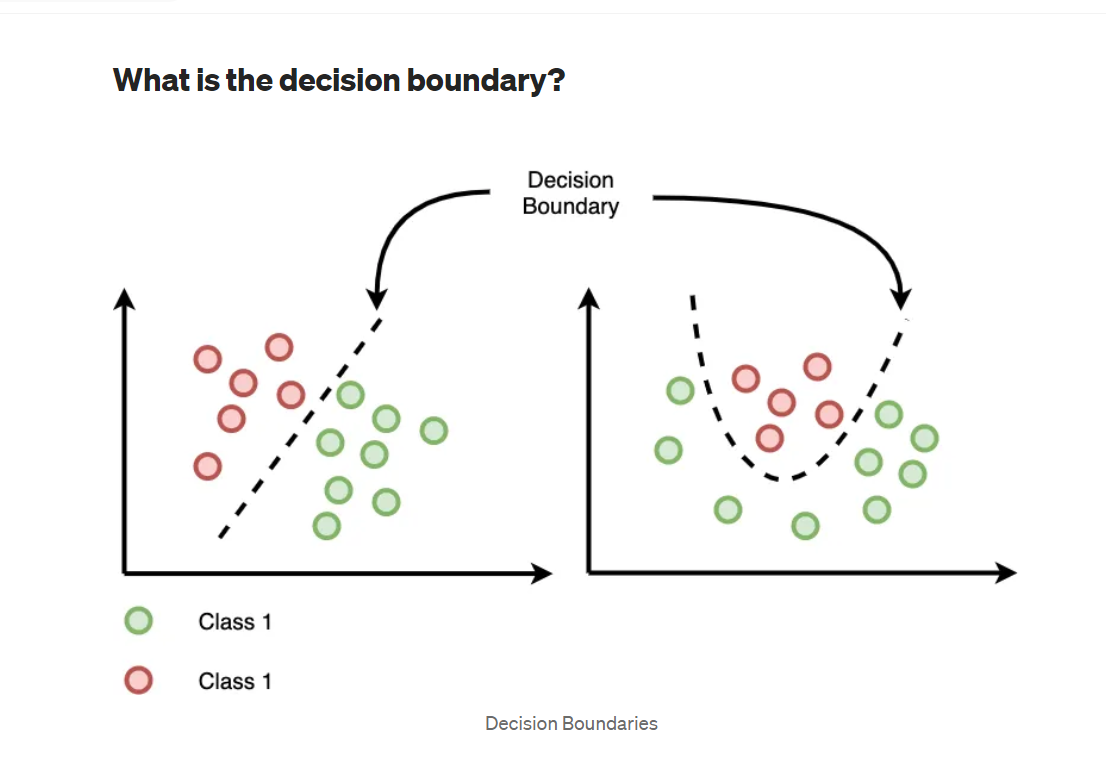 What is the decision boundary?
Decision
Boundary
Class 1
Class 1
Decision Boundaries